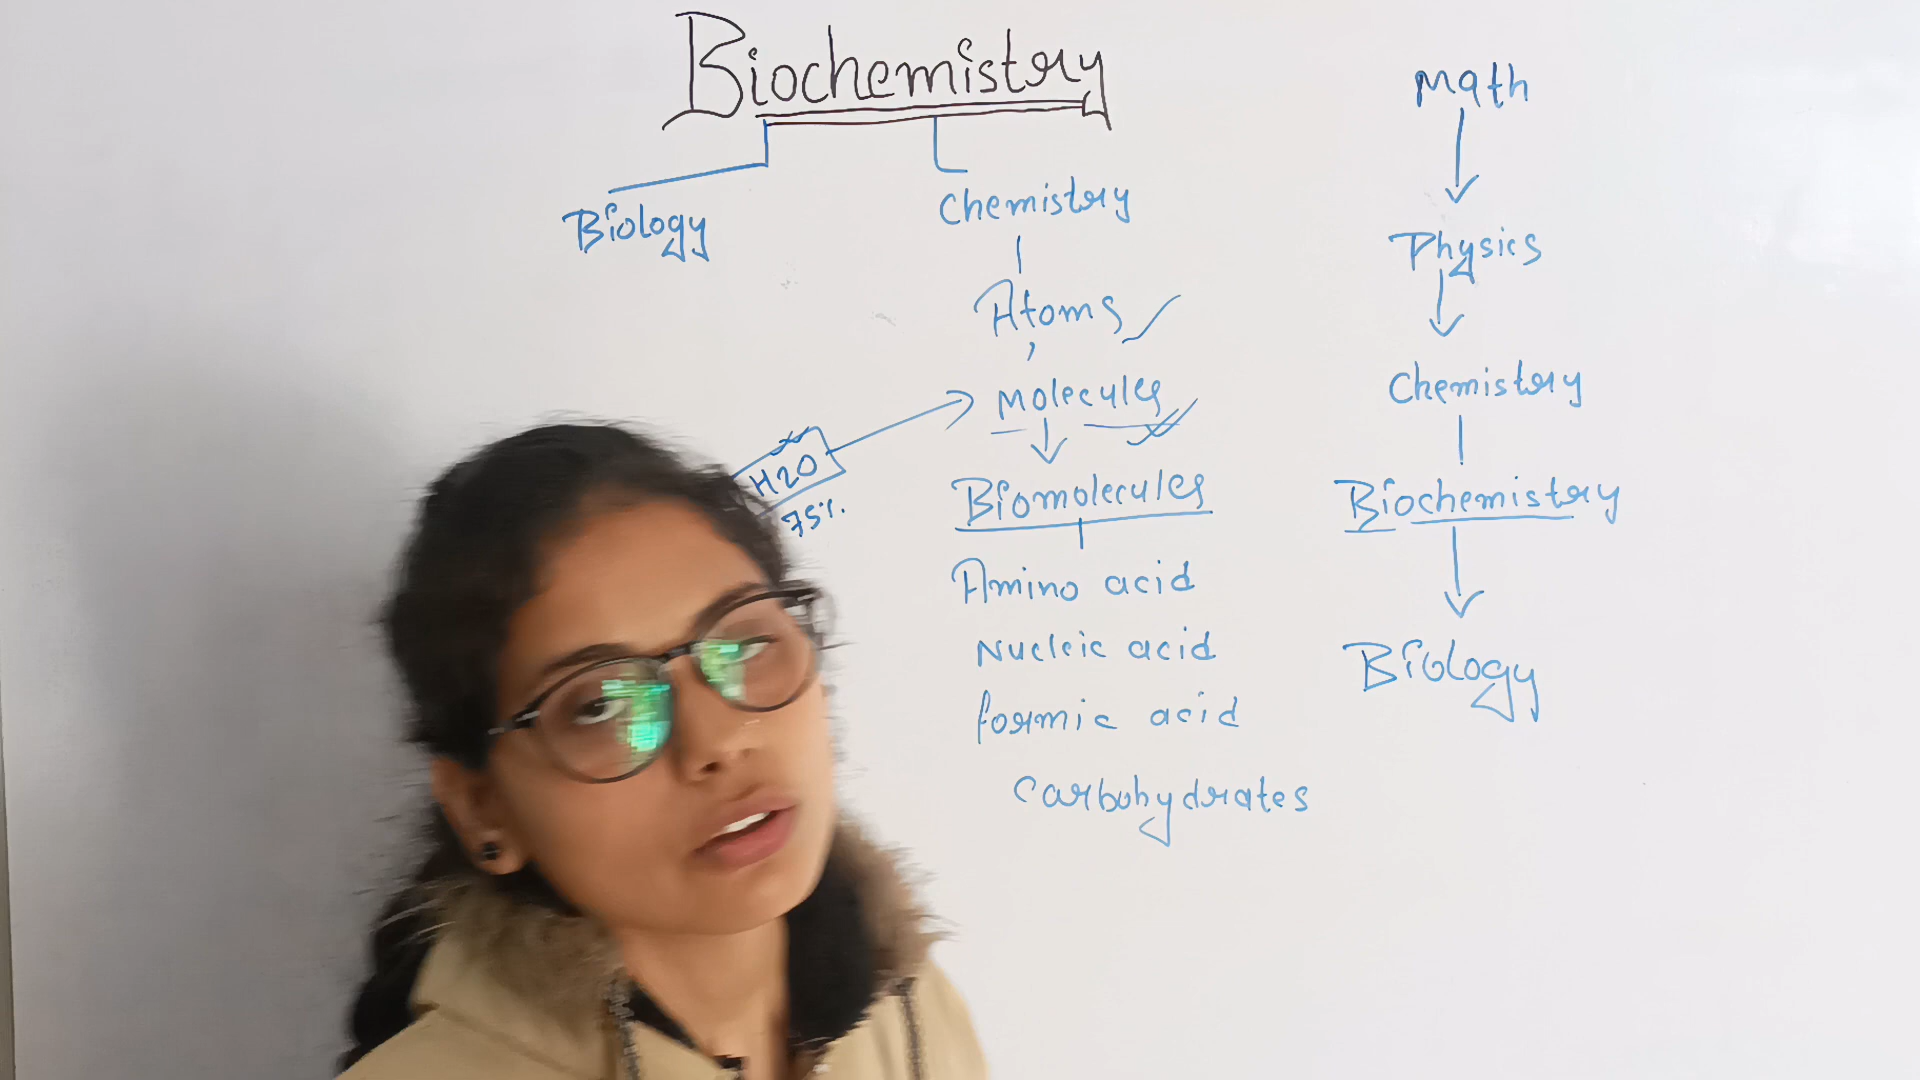 Biochemistry
Biology
Chemistry
Atoms
Molecules
H2O
75%.
Biomolecules
Amino acid
Nucleic acid
formic acid
Carbohydrates
Math
Physics
Chemistry
Biochemistry
Biology